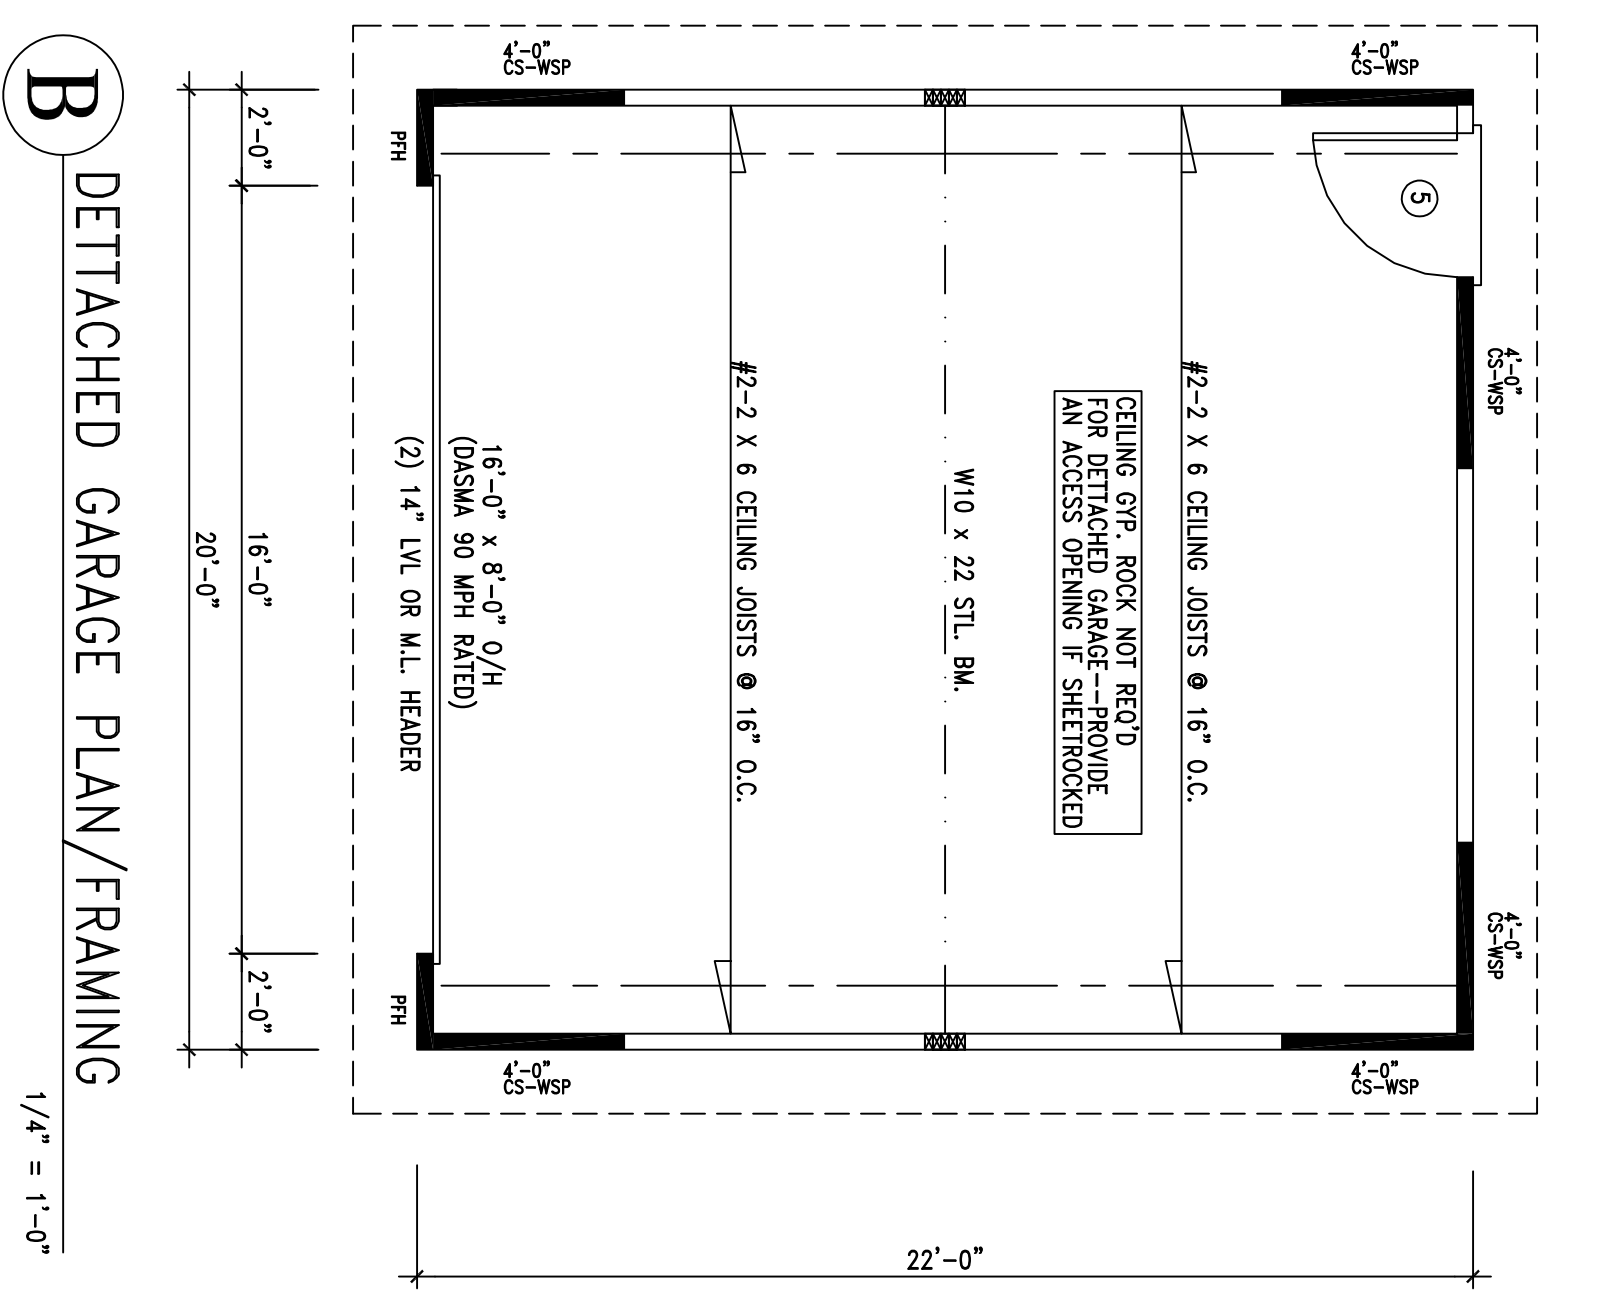 4'-0"
CS-WSP
4'-0"
CS-WSP
PFH
2'-0"
5
4'-0"
CS-WSP
#2-2 X 6 CEILING JOISTS @ 16" O.C.
CEILING GYP. ROCK NOT REQ'D
FOR DETTACHED GARAGE--PROVIDE
AN ACCESS OPENING IF SHEETROCKED
W10 x 22 STL. BM.
#2-2 X 6 CEILING JOISTS @ 16" O.C.
16'-0" x 8'-0" O/H
(DASMA 90 MPH RATED)
(2) 14" LVL OR M.L. HEADER
16'-0"
20'-0"
4'-0"
CS-WSP
PFH
2'-0"
4'-0"
CS-WSP
4'-0"
CS-WSP
22'-0"
B
DETTACHED GARAGE PLAN/FRAMING
1/4" = 1'-0"